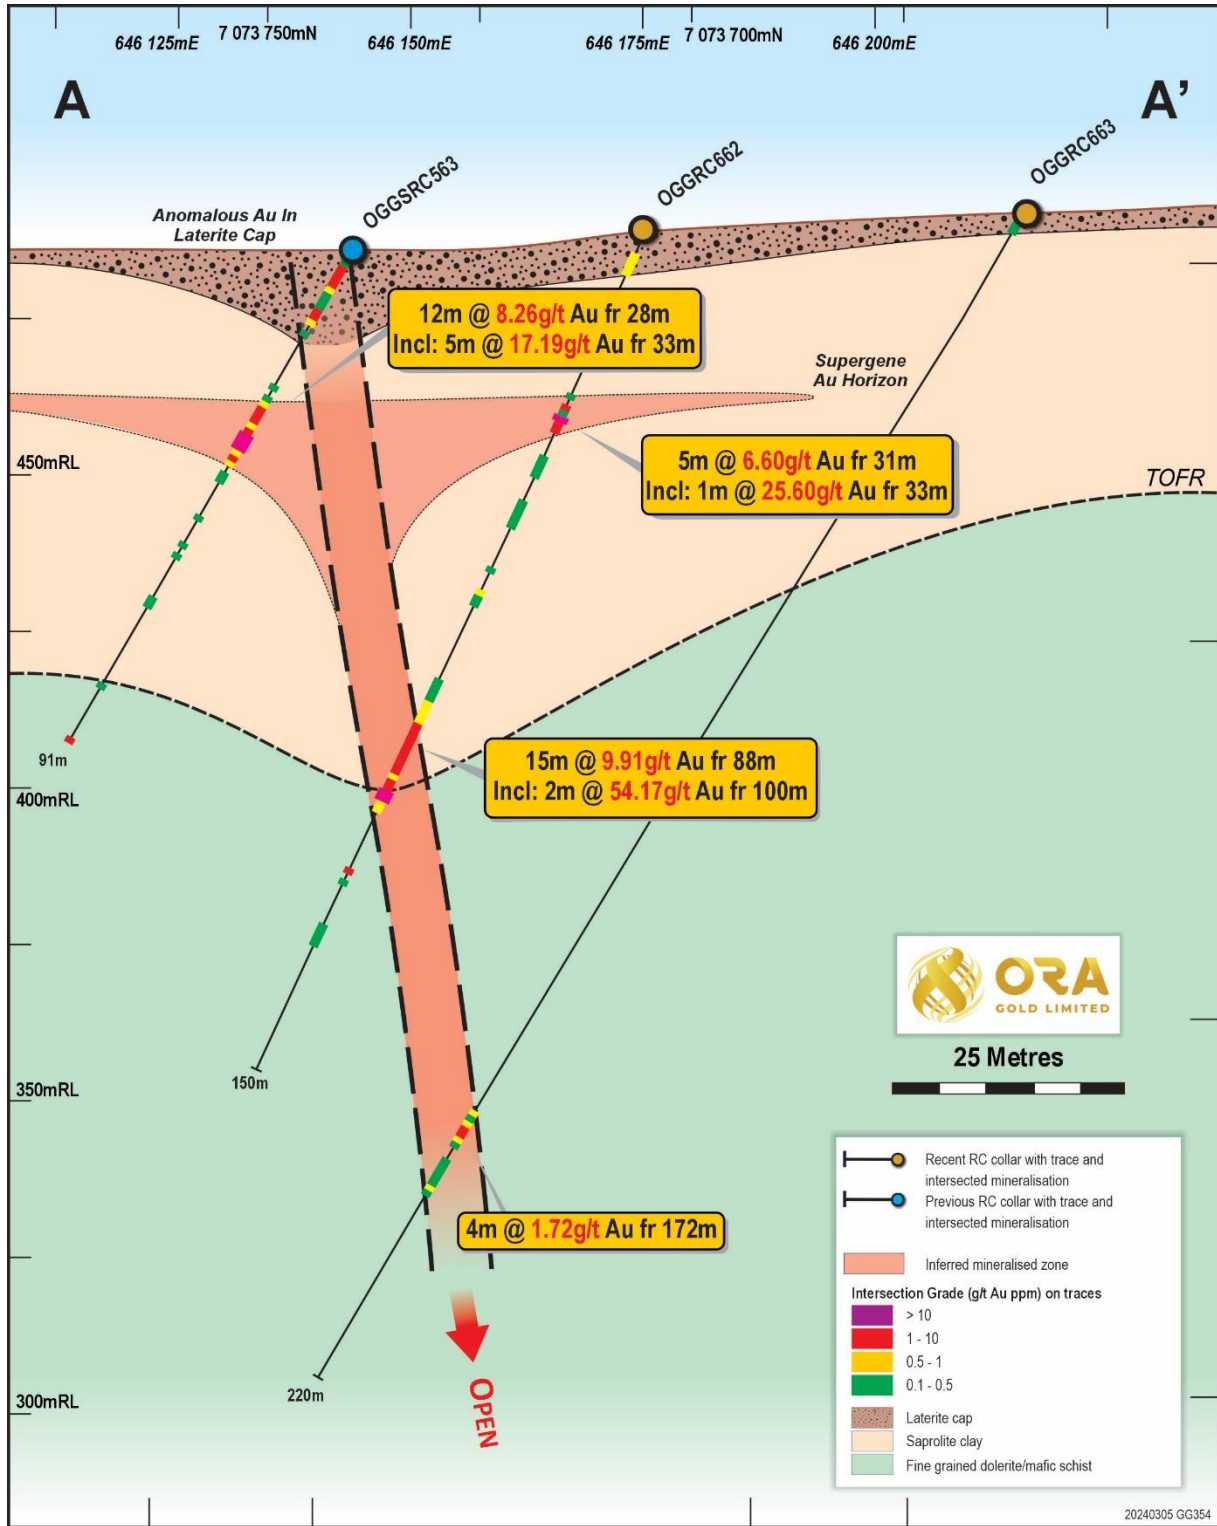 646 125mE
7 073 750mN
646 150mE
646 175mE
7 073 700mN
646 200mE
A
A’
OGGSRC563
OGGRC662
OGGRC663
Anomalous Au In
Laterite Cap
12m @ 8.26g/t Au fr 28m
Incl: 5m @ 17.19g/t Au fr 33m
Supergene
Au Horizon
5m @ 6.60g/t Au fr 31m
Incl: 1m @ 25.60g/t Au fr 33m
450mRL
TOFR
15m @ 9.91g/t Au fr 88m
Incl: 2m @ 54.17g/t Au fr 100m
91m
400mRL
ORA
GOLD LIMITED
25 Metres
150m
350mRL
4m @ 1.72g/t Au fr 172m
220m
300mRL
OPEN
Recent RC collar with trace and
intersected mineralisation
Previous RC collar with trace and
intersected mineralisation
Inferred mineralised zone
Intersection Grade (g/t Au ppm) on traces
> 10
1 - 10
0.5 - 1
0.1 - 0.5
Laterite cap
Saprolite clay
Fine grained dolerite/mafic schist
20240305 GG354